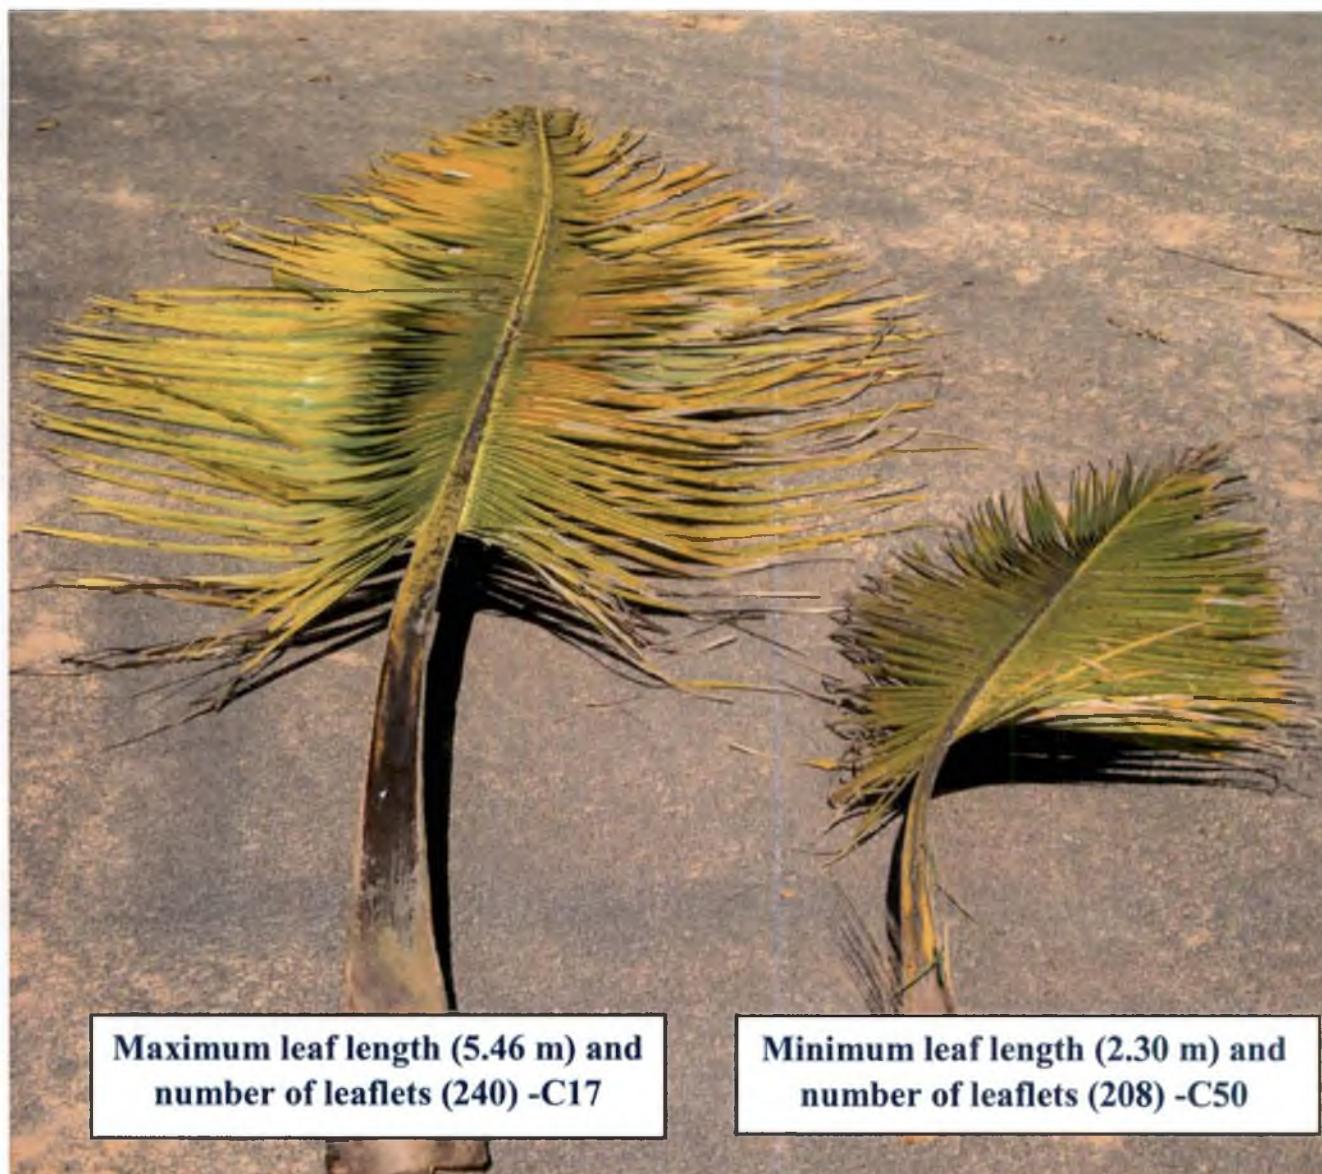 Maximum leaf length (5.46 m) and
number of leaflets (240) -C17
Minimum leaf length (2.30 m) and
number of leaflets (208) -C50